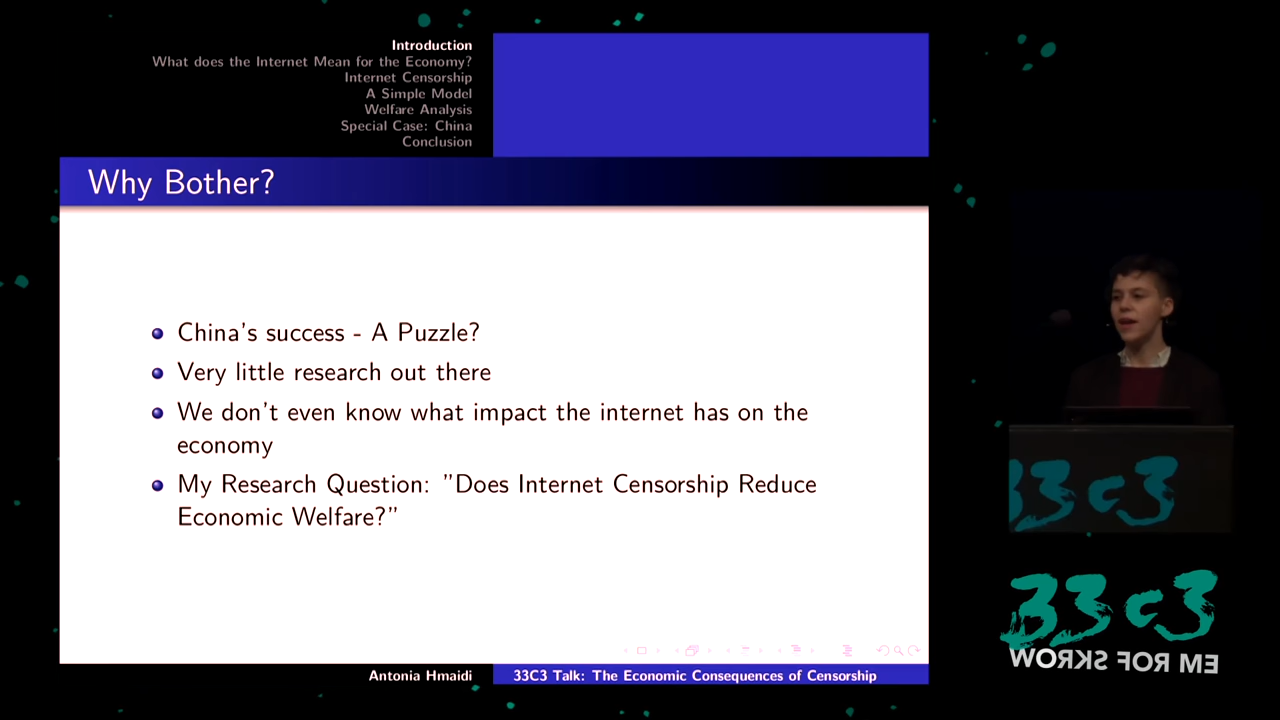 Introduction
What does the Internet Mean for the Economy?
Internet Censorship
A Simple Model
Welfare Analysis
Special Case: China
Conclusion
Why Bother?
China's success - A Puzzle?
Very little research out there
We don't even know what impact the internet has on the
economy
My Research Question: "Does Internet Censorship Reduce
Economic Welfare?"
Antonia Hmaidi
33C3 Talk: The Economic Consequences of Censorship
33c3
33c3
WORKS FOR ME